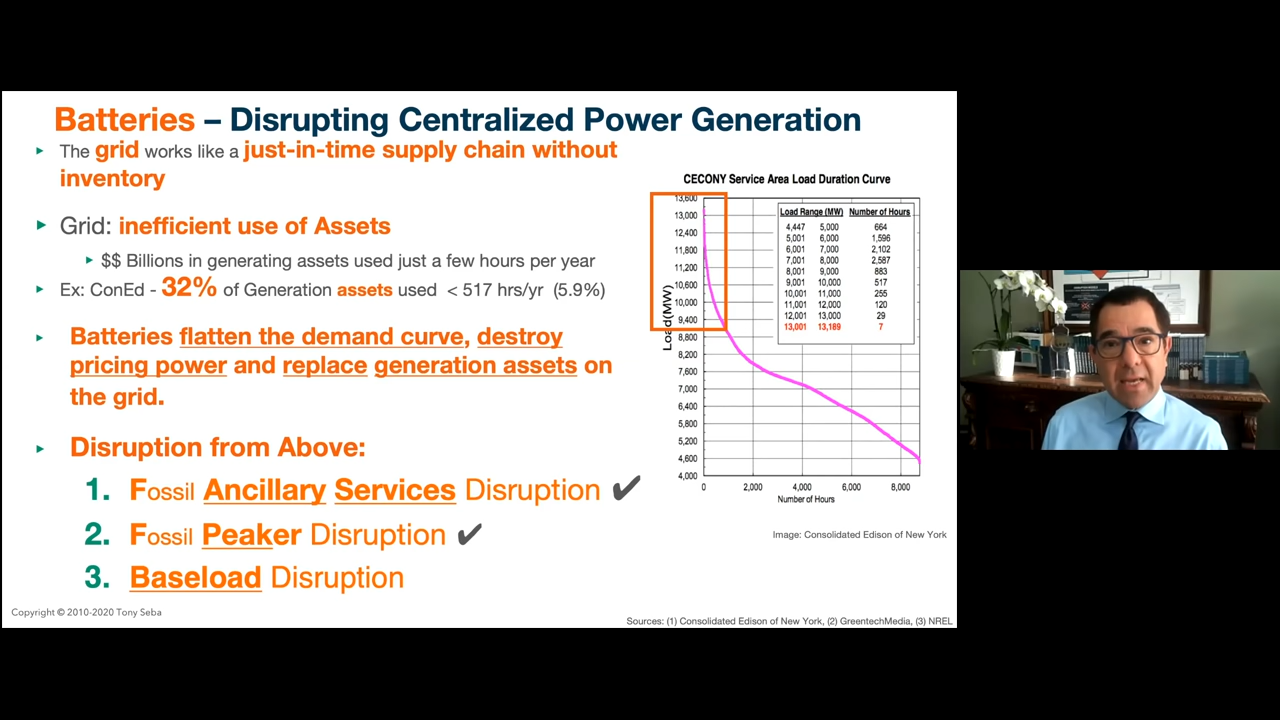 Batteries – Disrupting Centralized Power Generation
▸ The grid works like a just-in-time supply chain without
inventory
▸ Grid: inefficient use of Assets
▸ $$ Billions in generating assets used just a few hours per year
▸ Ex: ConEd - 32% of Generation assets used < 517 hrs/yr (5.9%)
▸ Batteries flatten the demand curve, destroy
pricing power and replace generation assets on
the grid.
▸ Disruption from Above:
1. Fossil Ancillary Services Disruption ✔
2. Fossil Peaker Disruption ✔
3. Baseload Disruption
Copyright © 2010-2020 Tony Seba
CECONY Service Area Load Duration Curve
Load(MW)
13,600
13,000
12,400
11,800
11,200
10,600
10,000
9,400
8,800
8,200
7,600
7,000
6,400
5,800
5,200
4,600
4,000
Load Range (MW) Number of Hours
4,447 5,000 664
5,001 6,000 1,596
6,001 7,000 2,102
7,001 8,000 2,587
8,001 9,000 883
9,001 10,000 517
10,001 11,000 255
11,001 12,000 120
12,001 13,000 29
13,001 13,189 7
0 2,000 4,000 6,000 8,000
Number of Hours
Image: Consolidated Edison of New York
Sources: (1) Consolidated Edison of New York, (2) GreentechMedia, (3) NREL